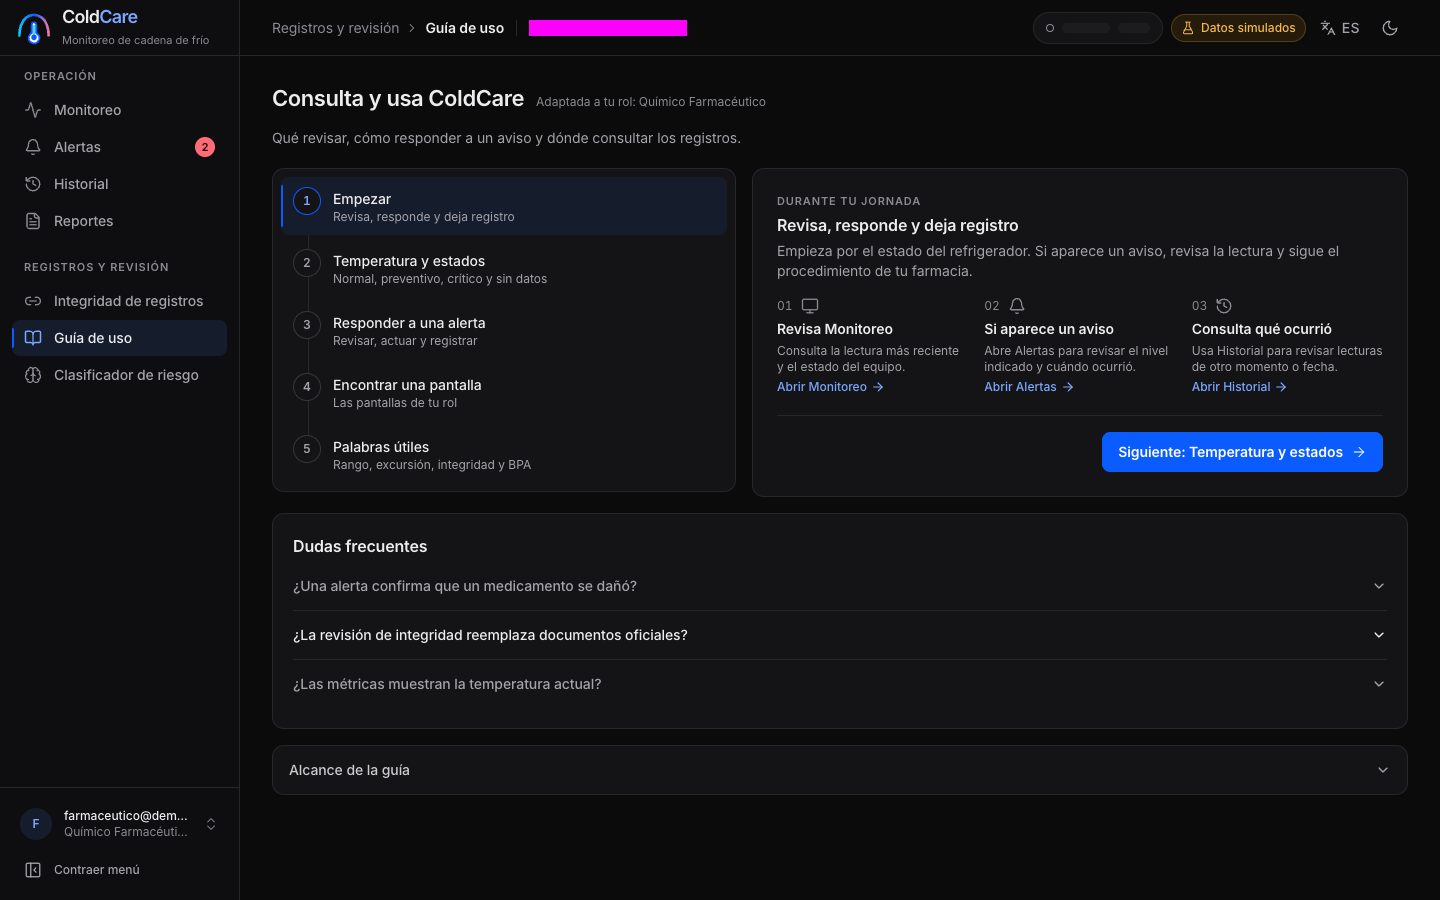 ColdCare
Monitoreo de cadena de frío
OPERACIÓN
Monitoreo
Alertas
2
Historial
Reportes
REGISTROS Y REVISIÓN
Integridad de registros
Guía de uso
Clasificador de riesgo
farmaceutico@dem...
F
Químico Farmacéuti...
Contraer menú
Registros y revisión
Guía de uso
Datos simulados
ES
Consulta y usa ColdCare
Adaptada a tu rol: Químico Farmacéutico
Qué revisar, cómo responder a un aviso y dónde consultar los registros.
1
Empezar
Revisa, responde y deja registro
2
Temperatura y estados
Normal, preventivo, crítico y sin datos
3
Responder a una alerta
Revisar, actuar y registrar
4
Encontrar una pantalla
Las pantallas de tu rol
5
Palabras útiles
Rango, excursión, integridad y BPA
DURANTE TU JORNADA
Revisa, responde y deja registro
Empieza por el estado del refrigerador. Si aparece un aviso, revisa la lectura y sigue el
procedimiento de tu farmacia.
01
Revisa Monitoreo
Consulta la lectura más reciente
y el estado del equipo.
Abrir Monitoreo
02
Si aparece un aviso
Abre Alertas para revisar el nivel
indicado y cuándo ocurrió.
Abrir Alertas
03
Consulta qué ocurrió
Usa Historial para revisar lecturas
de otro momento o fecha.
Abrir Historial
Siguiente: Temperatura y estados
Dudas frecuentes
¿Una alerta confirma que un medicamento se dañó?
¿La revisión de integridad reemplaza documentos oficiales?
¿Las métricas muestran la temperatura actual?
Alcance de la guía